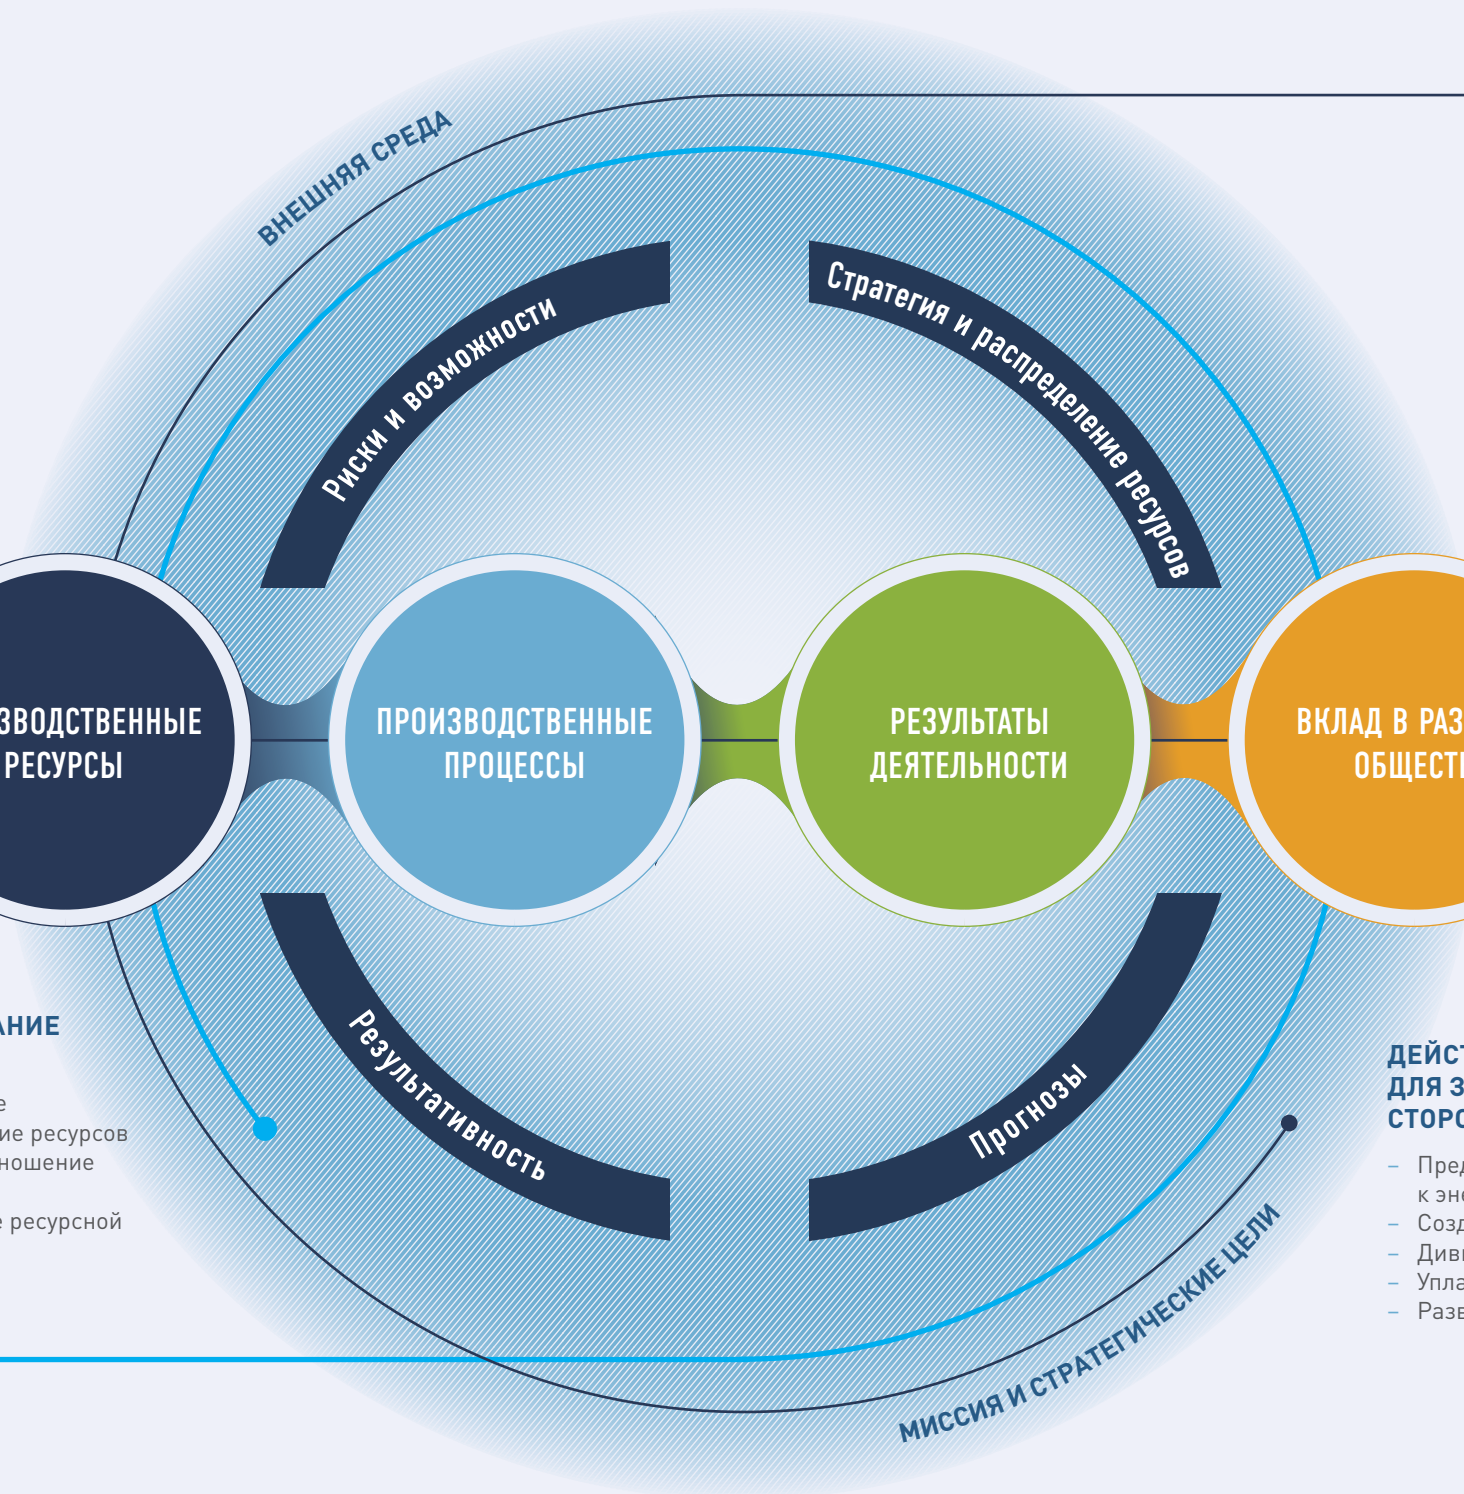 ВНЕШНЯЯ СРЕДА
Риски и возможности
Стратегия и распределение ресурсов
ЗВОДСТВЕННЫЕ
РЕСУРСЫ
ПРОИЗВОДСТВЕННЫЕ
ПРОЦЕССЫ
РЕЗУЛЬТАТЫ
ДЕЯТЕЛЬНОСТИ
ВКЛАД В РАЗ
ОБЩЕСТ
Результативность
Прогнозы
АНИЕ
е
ие ресурсов
ношение
е ресурсной
ДЕЙСТ
ДЛЯ З
СТОРО
– Пред
к эне
– Созд
– Диви
– Упла
– Разв
МИССИЯ И СТРАТЕГИЧЕСКИЕ ЦЕЛИ